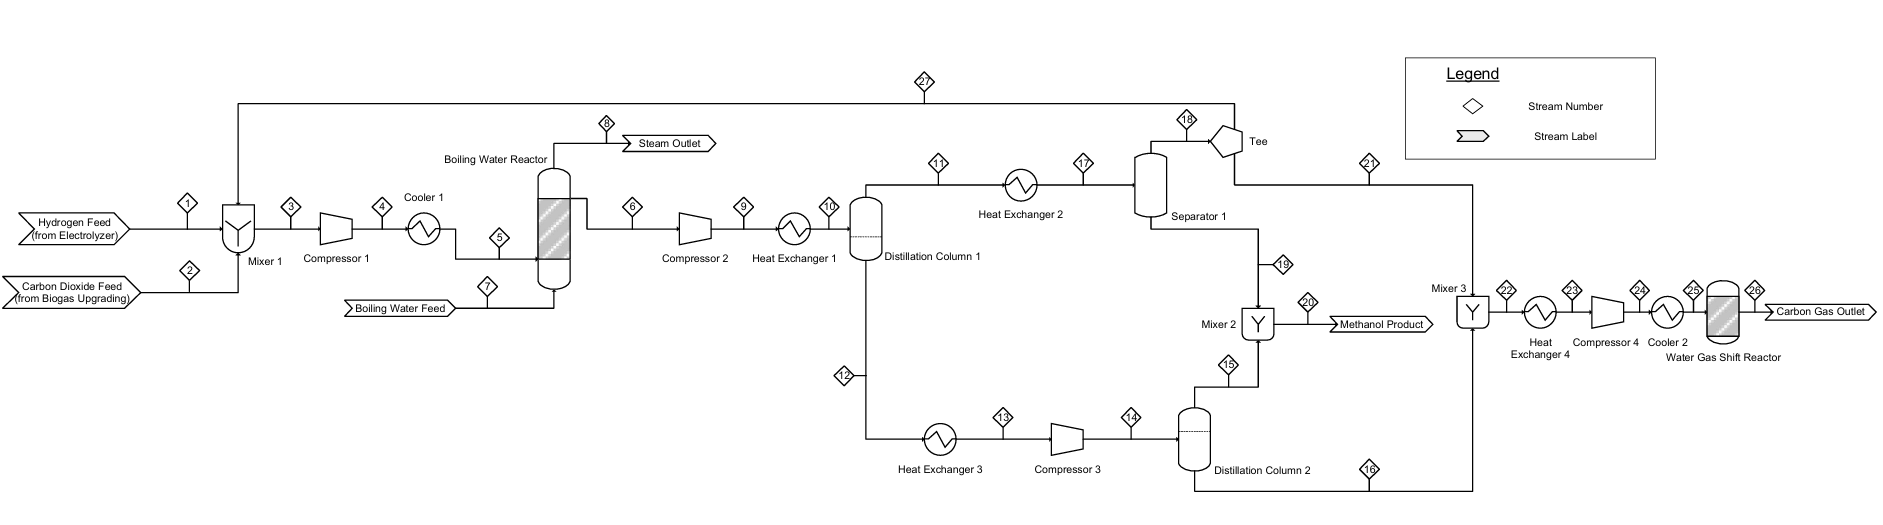 Legend
Stream Number
Stream Label
27
8
Steam Outlet
18
Tee
Boiling Water Reactor
11
17
21
1
3
4
Cooler 1
6
9
10
Heat Exchanger 2
Separator 1
Hydrogen Feed
(from Electrolyzer)
5
Mixer 1
Compressor 1
Compressor 2
Heat Exchanger 1
Distillation Column 1
2
19
Carbon Dioxide Feed
(from Biogas Upgrading)
7
Boiling Water Feed
Mixer 3
22
23
24
25
26
20
Mixer 2
Methanol Product
Carbon Gas Outlet
Heat
Exchanger 4
Compressor 4
Cooler 2
Water Gas Shift Reactor
12
15
13
14
Heat Exchanger 3
Compressor 3
Distillation Column 2
16